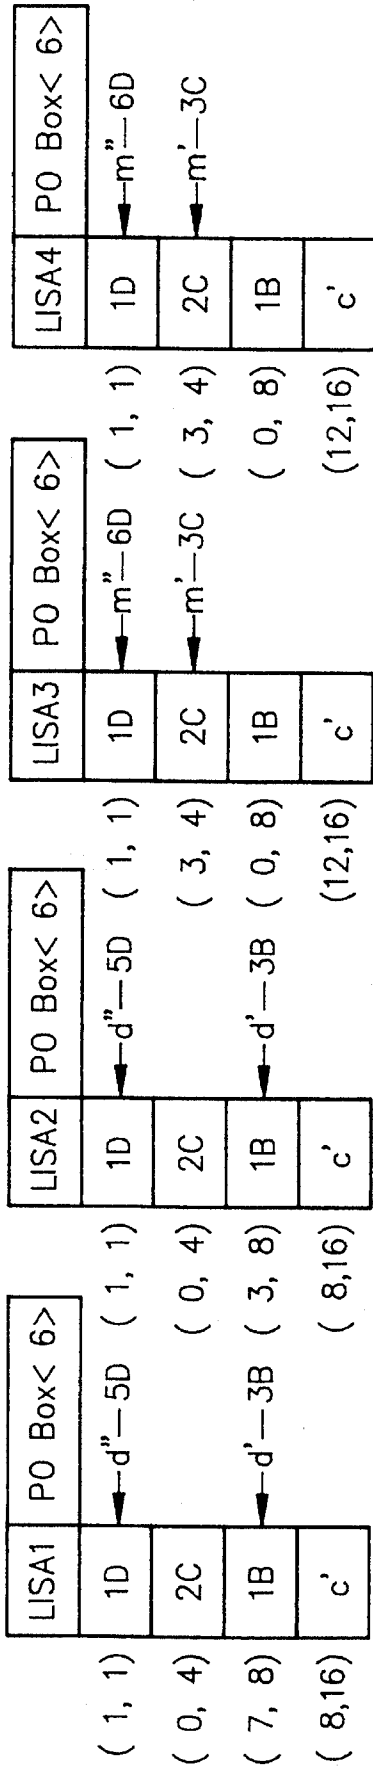 LISA1 PO Box< 6>
( 1, 1) 1D d"—5D
( 0, 4) 2C
( 7, 8) 1B d'—3B
( 8,16) c'
LISA2 PO Box< 6>
( 1, 1) 1D d"—5D
( 0, 4) 2C
( 3, 8) 1B d'—3B
( 8,16) c'
LISA3 PO Box< 6>
( 1, 1) 1D m"—6D
( 3, 4) 2C m'—3C
( 0, 8) 1B
(12,16) c'
LISA4 PO Box< 6>
( 1, 1) 1D m"—6D
( 3, 4) 2C m'—3C
( 0, 8) 1B
(12,16) c'